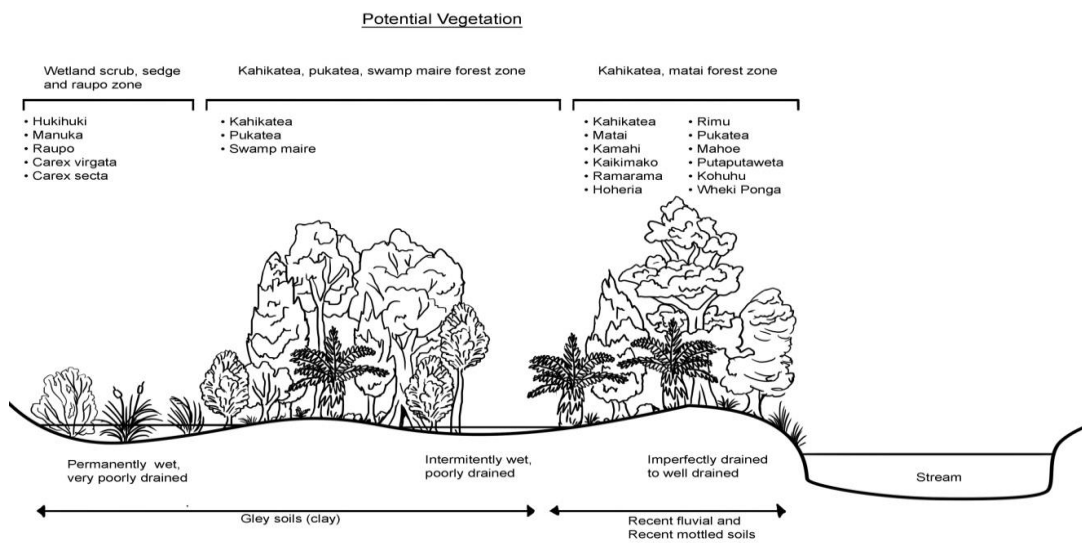 Potential Vegetation
Wetland scrub, sedge
and raupo zone
• Hukihuki
• Manuka
• Raupo
• Carex virgata
• Carex secta
Kahikatea, pukatea, swamp maire forest zone
• Kahikatea
• Pukatea
• Swamp maire
Kahikatea, matai forest zone
• Kahikatea
• Matai
• Kamahi
• Kaikimako
• Ramarama
• Hoheria
• Rimu
• Pukatea
• Mahoe
• Putaputaweta
• Kohuhu
• Wheki Ponga
Permanently wet,
very poorly drained
Intermitently wet,
poorly drained
Imperfectly drained
to well drained
Stream
Gley soils (clay)
Recent fluvial and
Recent mottled soils